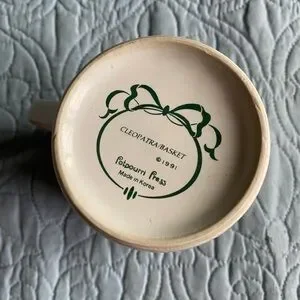 CLEOPATRA/BASKET
©1991
Potpourri Press
Made in Korea